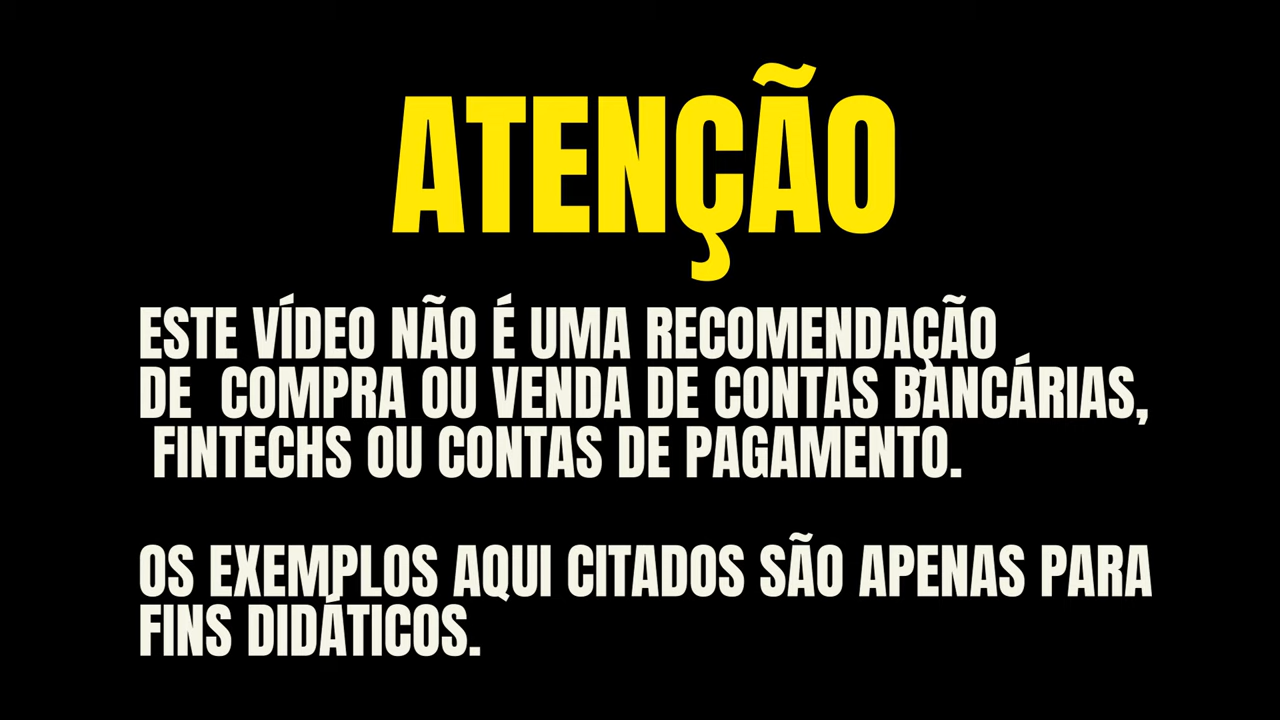 ATENÇÃO
ESTE VÍDEO NÃO É UMA RECOMENDAÇÃO
DE COMPRA OU VENDA DE CONTAS BANCÁRIAS,
FINTECHS OU CONTAS DE PAGAMENTO.
OS EXEMPLOS AQUI CITADOS SÃO APENAS PARA
FINS DIDÁTICOS.